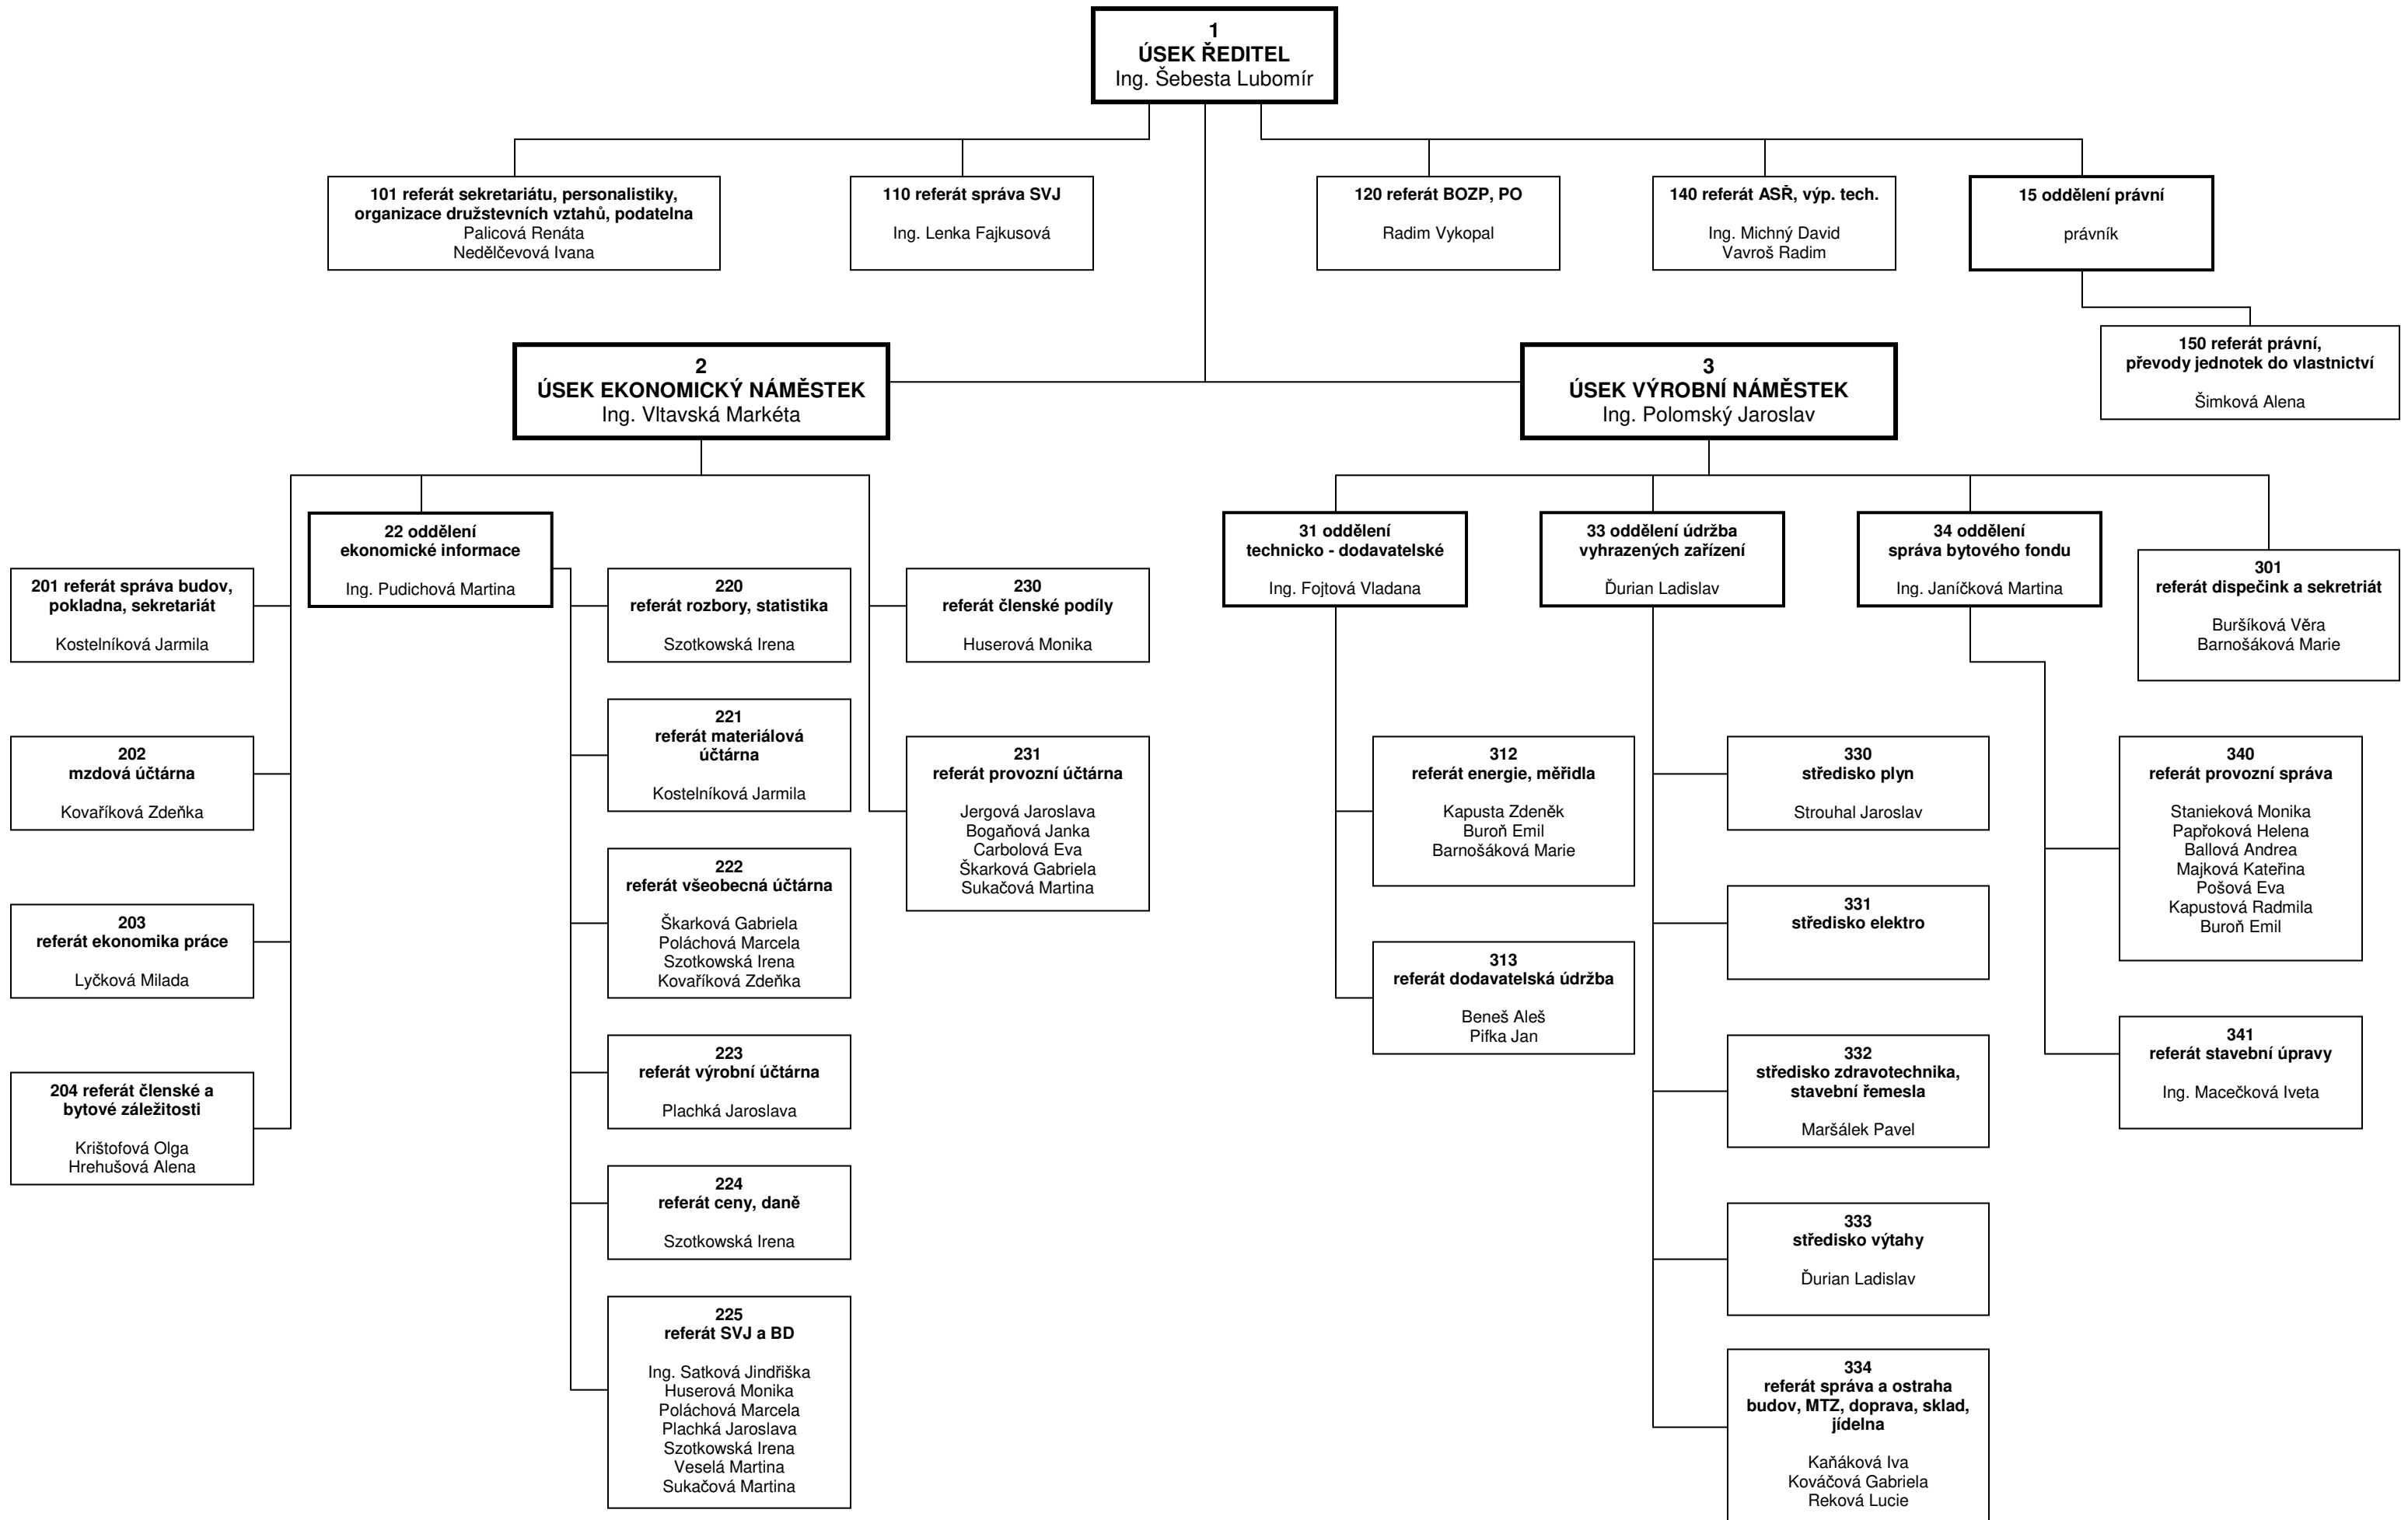 1
ÚSEK ŘEDITEL
Ing. Šebesta Lubomír
101 referát sekretariátu, personalistiky,
organizace družstevních vztahů, podatelna
Palicová Renáta
Nedělčevová Ivana
110 referát správa SVJ
Ing. Lenka Fajkusová
120 referát BOZP, PO
Radim Vykopal
140 referát ASŘ, výp. tech.
Ing. Michný David
Vavroš Radim
15 oddělení právní
právník
150 referát právní,
převody jednotek do vlastnictví
Šimková Alena
2
ÚSEK EKONOMICKÝ NÁMĚSTEK
Ing. Vltavská Markéta
3
ÚSEK VÝROBNÍ NÁMĚSTEK
Ing. Polomský Jaroslav
22 oddělení
ekonomické informace
Ing. Pudichová Martina
201 referát správa budov,
pokladna, sekretariát
Kostelníková Jarmila
202
mzdová účtárna
Kovaříková Zdeňka
203
referát ekonomika práce
Lyčková Milada
204 referát členské a
bytové záležitosti
Krištofová Olga
Hrehušová Alena
220
referát rozbory, statistika
Szotkowská Irena
221
referát materiálová
účtárna
Kostelníková Jarmila
222
referát všeobecná účtárna
Škarková Gabriela
Poláchová Marcela
Szotkowská Irena
Kovaříková Zdeňka
223
referát výrobní účtárna
Plachká Jaroslava
224
referát ceny, daně
Szotkowská Irena
225
referát SVJ a BD
Ing. Satková Jindřiška
Huserová Monika
Poláchová Marcela
Plachká Jaroslava
Szotkowská Irena
Veselá Martina
Sukačová Martina
230
referát členské podíly
Huserová Monika
231
referát provozní účtárna
Jergová Jaroslava
Bogaňová Janka
Carbolová Eva
Škarková Gabriela
Sukačová Martina
31 oddělení
technicko - dodavatelské
Ing. Fojtová Vladana
33 oddělení údržba
vyhrazených zařízení
Ďurian Ladislav
34 oddělení
správa bytového fondu
Ing. Janíčková Martina
301
referát dispečink a sekretriát
Buršíková Věra
Barnošáková Marie
312
referát energie, měřidla
Kapusta Zdeněk
Buroň Emil
Barnošáková Marie
313
referát dodavatelská údržba
Beneš Aleš
Pifka Jan
330
středisko plyn
Strouhal Jaroslav
331
středisko elektro
332
středisko zdravotechnika,
stavební řemesla
Maršálek Pavel
333
středisko výtahy
Ďurian Ladislav
334
referát správa a ostraha
budov, MTZ, doprava, sklad,
jídelna
Kaňáková Iva
Kováčová Gabriela
Reková Lucie
340
referát provozní správa
Stanieková Monika
Papřoková Helena
Ballová Andrea
Majková Kateřina
Pošová Eva
Kapustová Radmila
Buroň Emil
341
referát stavební úpravy
Ing. Macečková Iveta